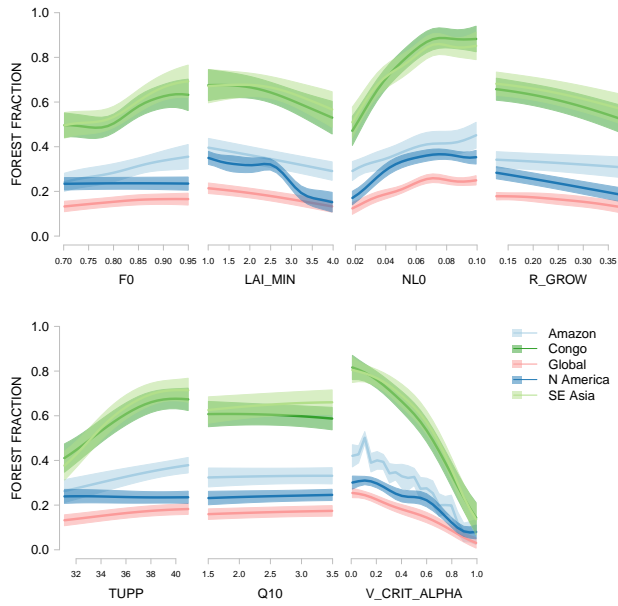 FOREST FRACTION
1.0
0.8
0.6
0.4
0.2
0.0
0.70 0.75 0.80 0.85 0.90 0.95
F0
1.0 1.5 2.0 2.5 3.0 3.5 4.0
LAI_MIN
0.02 0.04 0.06 0.08 0.10
NL0
0.15 0.20 0.25 0.30 0.35
R_GROW
FOREST FRACTION
1.0
0.8
0.6
0.4
0.2
0.0
32 34 36 38 40
TUPP
1.5 2.0 2.5 3.0 3.5
Q10
0.0 0.2 0.4 0.6 0.8 1.0
V_CRIT_ALPHA
Amazon
Congo
Global
N America
SE Asia